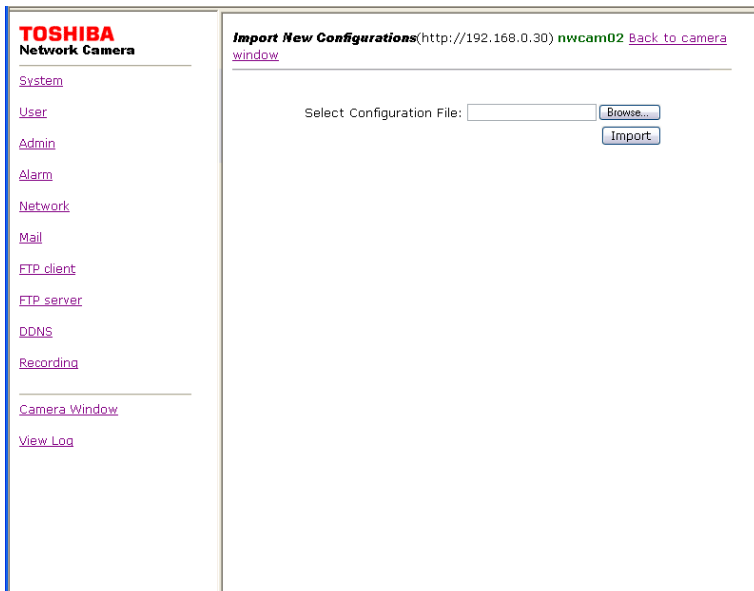 TOSHIBA
Network Camera
System
User
Admin
Alarm
Network
Mail
FTP client
FTP server
DDNS
Recording
Camera Window
View Log
Import New Configurations(http://192.168.0.30) nwcam02 Back to camera
window
Select Configuration File: Browse...
Import